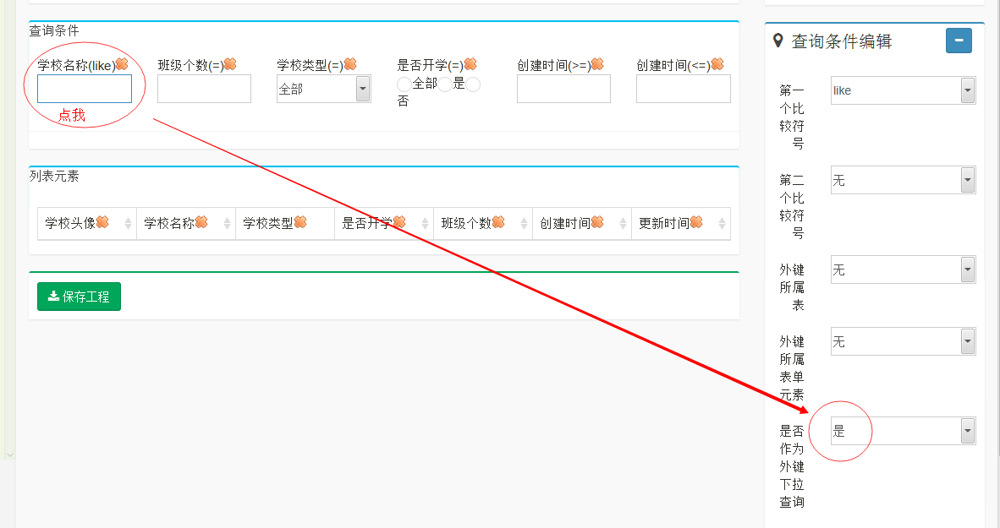 查询条件
学校名称(like) 班级个数(=) 学校类型(=) 是否开学(=) 创建时间(>=) 创建时间(<=)
全部 全部 是
否
点我
列表元素
学校头像 学校名称 学校类型 是否开学 班级个数 创建时间 更新时间
保存工程
查询条件编辑
第一
个比
较符
号
like
第二
个比
较符
号
无
外键
所属
表
无
外键
所属
表单
元素
无
是否
作为
外键
下拉
查询
是